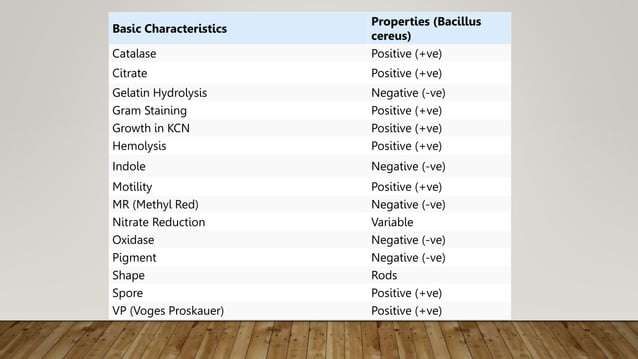 Basic Characteristics Properties (Bacillus
cereus)
Catalase Positive (+ve)
Citrate Positive (+ve)
Gelatin Hydrolysis Negative (-ve)
Gram Staining Positive (+ve)
Growth in KCN Positive (+ve)
Hemolysis Positive (+ve)
Indole Negative (-ve)
Motility Positive (+ve)
MR (Methyl Red) Negative (-ve)
Nitrate Reduction Variable
Oxidase Negative (-ve)
Pigment Negative (-ve)
Shape Rods
Spore Positive (+ve)
VP (Voges Proskauer) Positive (+ve)